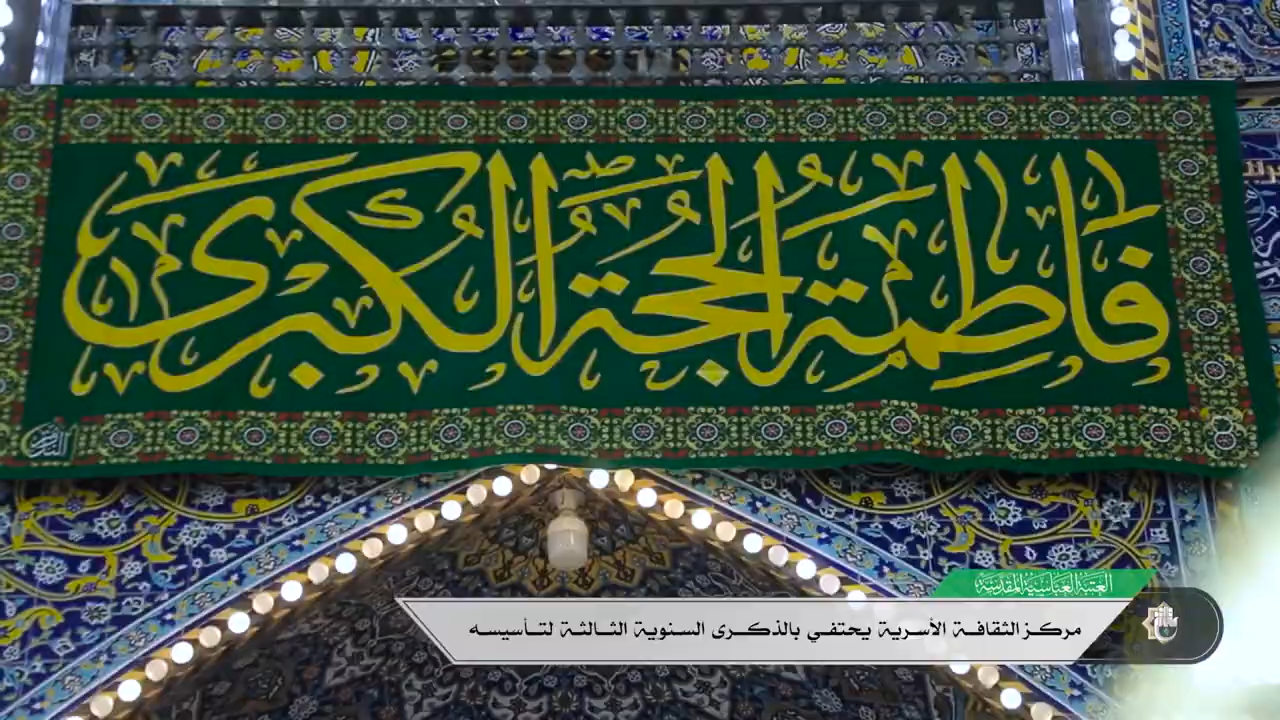 فاطمة الحجة الكبرى
العتبة العباسية المقدسة
مركز الثقافة الأسرية يحتفي بالذكرى السنوية الثالثة لتأسيسه